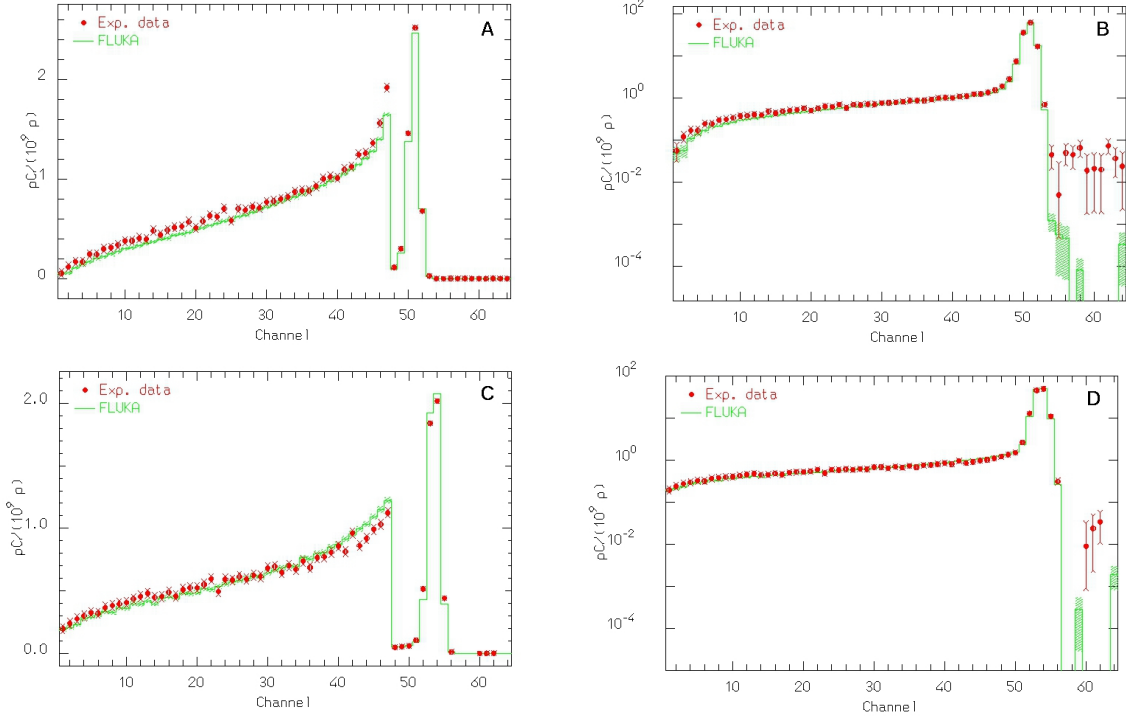 Exp. data
FLUKA
A
pC/(10⁹ p)
2
1
0
10 20 30 40 50 60
Channel
Exp. data
FLUKA
B
pC/(10⁹ p)
10²
10⁰
10⁻²
10⁻⁴
10 20 30 40 50 60
Channel
Exp. data
FLUKA
C
pC/(10⁹ p)
2.0
1.0
0.0
10 20 30 40 50 60
Channel
Exp. data
FLUKA
D
pC/(10⁹ p)
10²
10⁰
10⁻²
10⁻⁴
10 20 30 40 50 60
Channel